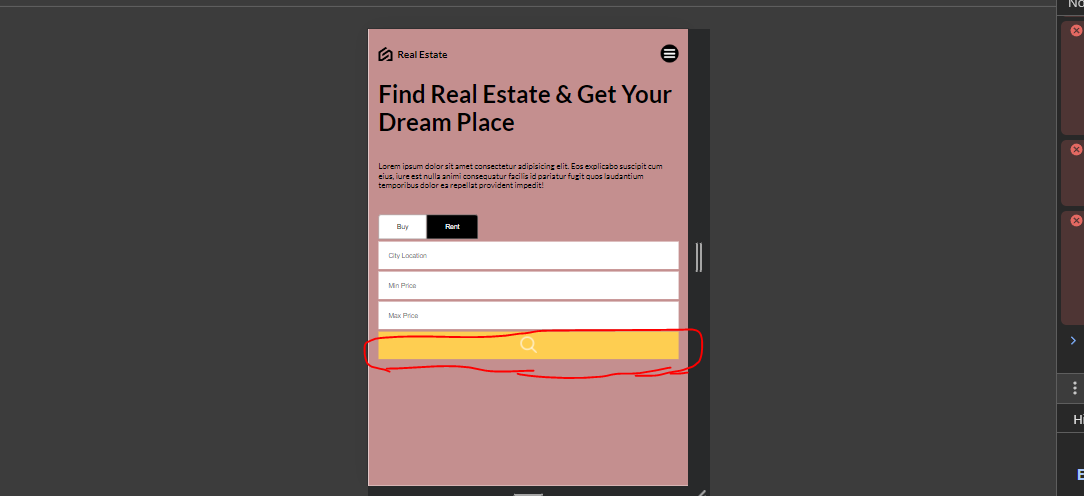 No
Real Estate
Find Real Estate & Get Your
Dream Place
Lorem ipsum dolor sit amet consectetur adipisicing elit. Eos explicabo suscipit cum
eius, iure est nulla animi consequatur facilis id pariatur fugit quos laudantium
temporibus dolor ea repellat provident impedit!
Buy
Rent
City Location
Min Price
Max Price
Hi
E